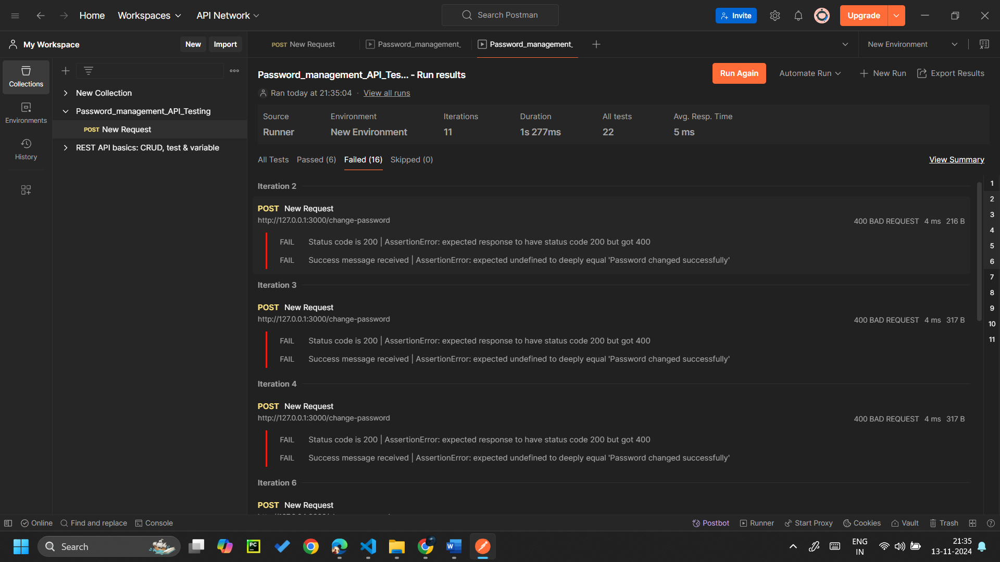 Home
Workspaces
API Network
Search Postman
Invite
Upgrade
My Workspace
New
Import
POST New Request
Password_management_
Password_management_
New Environment
Collections
Environments
History
New Collection
Password_management_API_Testing
POST New Request
REST API basics: CRUD, test & variable
Password_management_API_Tes... - Run results
Run Again
Automate Run
New Run
Export Results
Ran today at 21:35:04 · View all runs
Source Environment Iterations Duration All tests Avg. Resp. Time
Runner New Environment 11 1s 277ms 22 5 ms
All Tests Passed (6) Failed (16) Skipped (0)
View Summary
Iteration 2
POST New Request
http://127.0.0.1:3000/change-password
400 BAD REQUEST 4 ms 216 B
FAIL Status code is 200 | AssertionError: expected response to have status code 200 but got 400
FAIL Success message received | AssertionError: expected undefined to deeply equal 'Password changed successfully'
Iteration 3
POST New Request
http://127.0.0.1:3000/change-password
400 BAD REQUEST 4 ms 317 B
FAIL Status code is 200 | AssertionError: expected response to have status code 200 but got 400
FAIL Success message received | AssertionError: expected undefined to deeply equal 'Password changed successfully'
Iteration 4
POST New Request
http://127.0.0.1:3000/change-password
400 BAD REQUEST 4 ms 317 B
FAIL Status code is 200 | AssertionError: expected response to have status code 200 but got 400
FAIL Success message received | AssertionError: expected undefined to deeply equal 'Password changed successfully'
Iteration 6
POST New Request
1
2
3
4
5
6
7
8
9
10
11
Online
Find and replace
Console
Postbot
Runner
Start Proxy
Cookies
Vault
Trash
Search
PC
W
ENG
IN
21:35
13-11-2024